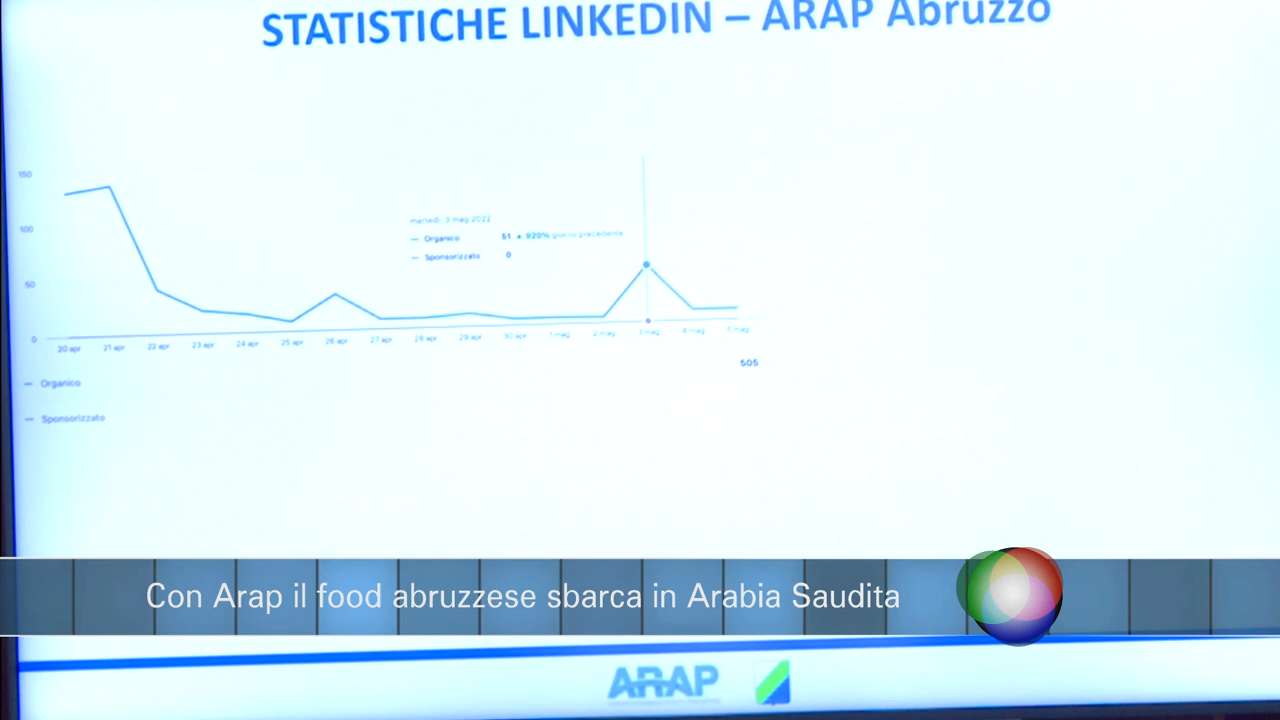 STATISTICHE LINKEDIN – ARAP Abruzzo
150
100
50
0
martedì, 3 mag 2022
Organico 51 ▲ 920% giorno precedente
Sponsorizzato 0
20 apr 21 apr 22 apr 23 apr 24 apr 25 apr 26 apr 27 apr 28 apr 29 apr 30 apr 1 mag 2 mag 3 mag 4 mag 5 mag
605
Organico
Sponsorizzato
Con Arap il food abruzzese sbarca in Arabia Saudita
ARAP